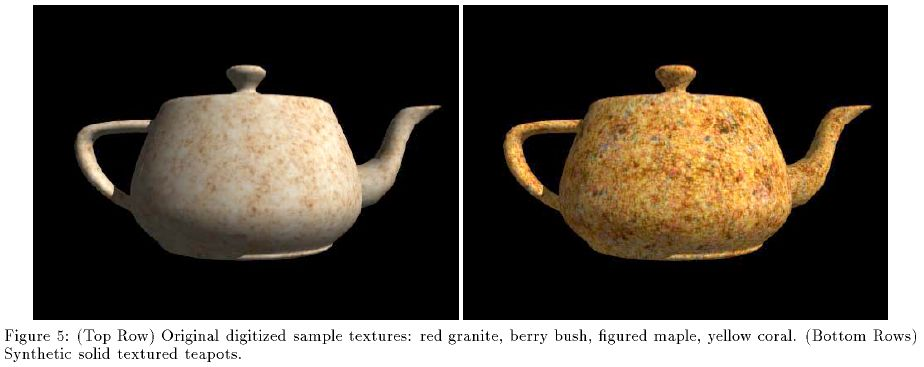 Figure 5: (Top Row) Original digitized sample textures: red granite, berry bush, figured maple, yellow coral. (Bottom Rows)
Synthetic solid textured teapots.